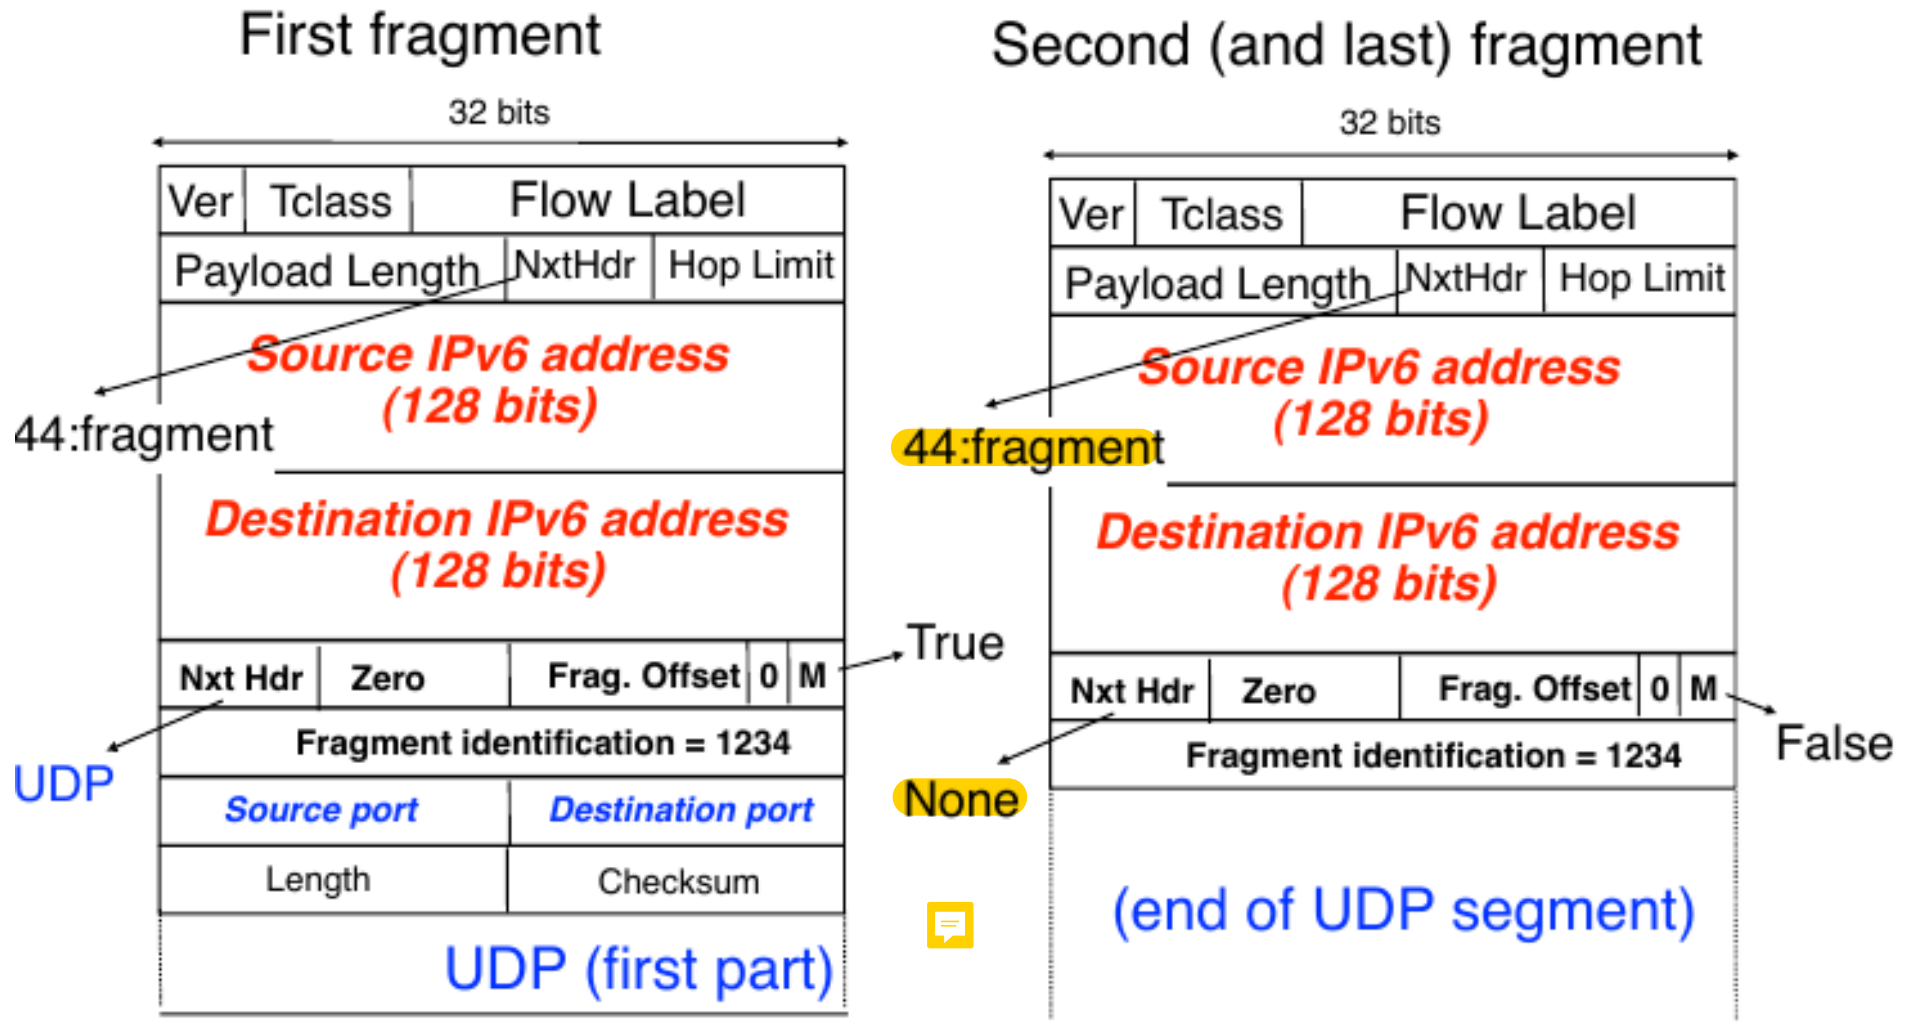 First fragment
32 bits
Ver Tclass Flow Label
Payload Length NxtHdr Hop Limit
Source IPv6 address
(128 bits)
44:fragment
Destination IPv6 address
(128 bits)
True
Nxt Hdr Zero Frag. Offset 0 M
Fragment identification = 1234
UDP
Source port Destination port
Length Checksum
UDP (first part)
Second (and last) fragment
32 bits
Ver Tclass Flow Label
Payload Length NxtHdr Hop Limit
Source IPv6 address
(128 bits)
44:fragment
Destination IPv6 address
(128 bits)
Nxt Hdr Zero Frag. Offset 0 M
False
Fragment identification = 1234
None
(end of UDP segment)